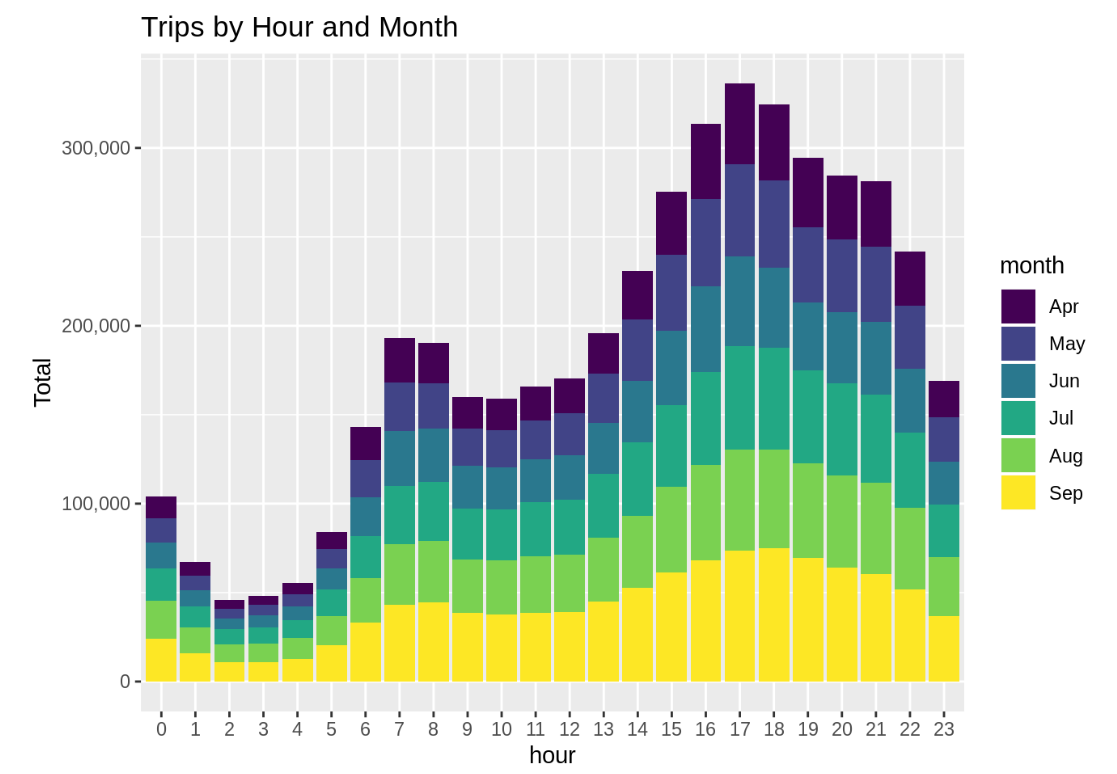 Trips by Hour and Month
300,000
200,000
100,000
0
Total
0 1 2 3 4 5 6 7 8 9 10 11 12 13 14 15 16 17 18 19 20 21 22 23
hour
month
Apr
May
Jun
Jul
Aug
Sep